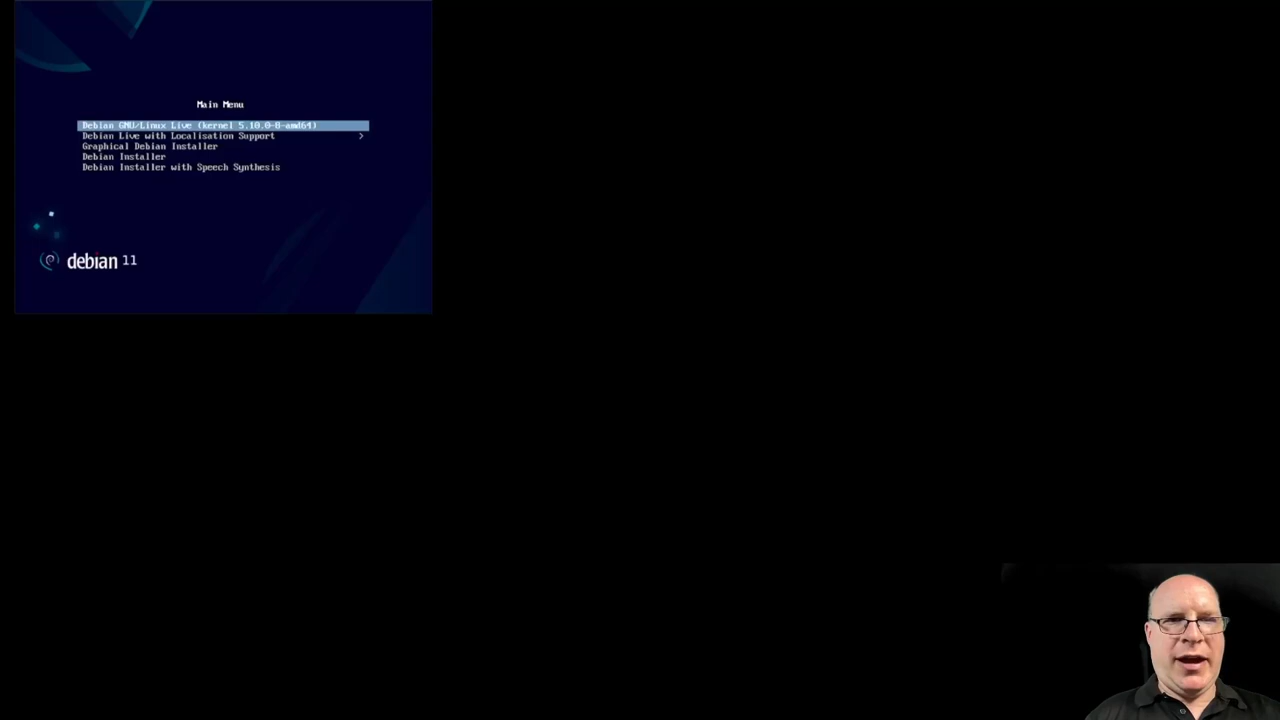 Main Menu
Debian GNU/Linux Live (kernel 5.10.0-8-amd64)
Debian Live with Localisation Support >
Graphical Debian Installer
Debian Installer
Debian Installer with Speech Synthesis
debian 11